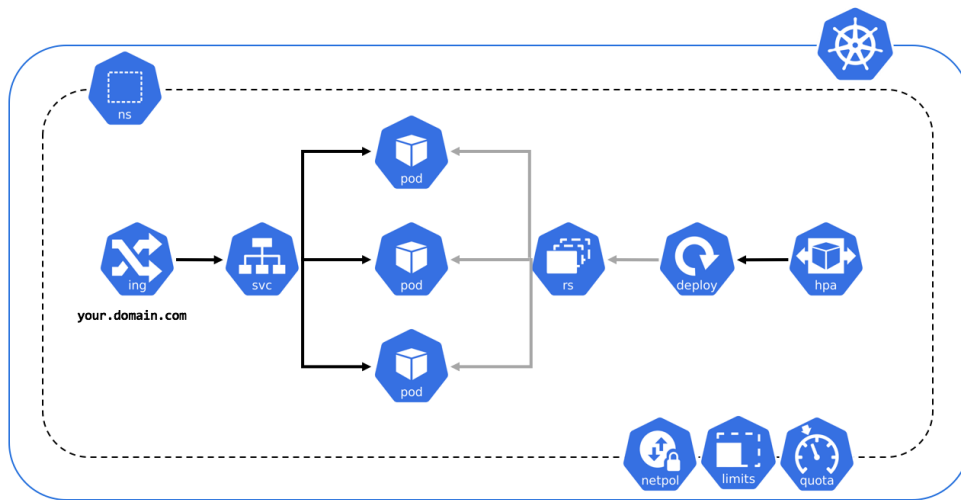 ns
pod
ing
svc
pod
rs
deploy
hpa
your.domain.com
pod
netpol
limits
quota